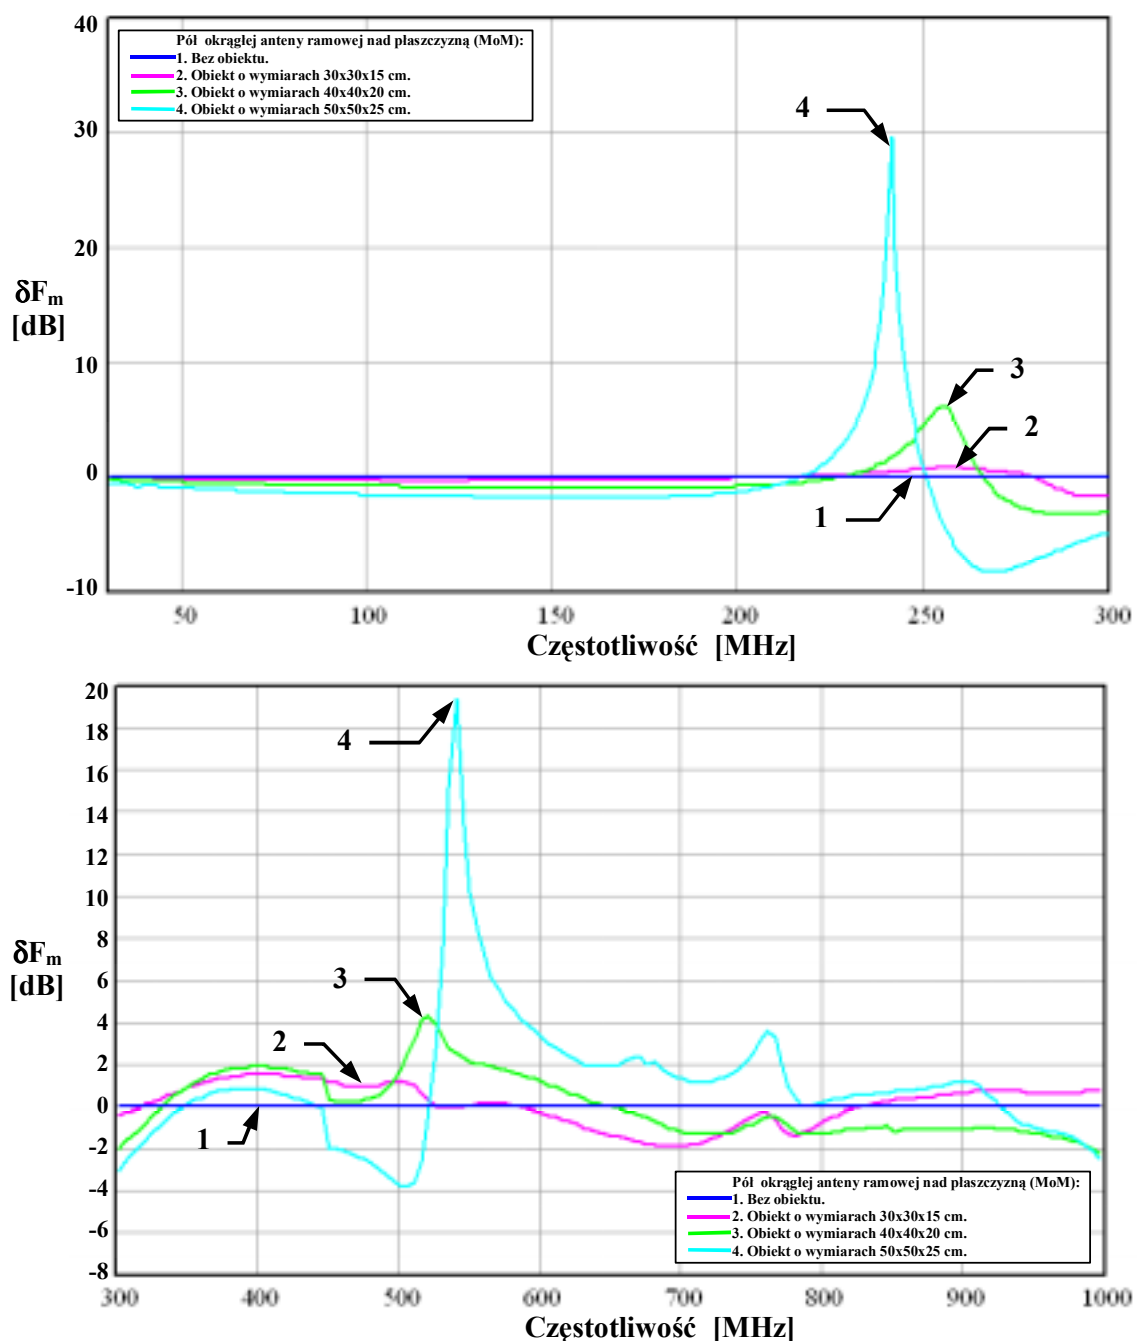 40
Pół okrągłej anteny ramowej nad płaszczyzną (MoM):
1. Bez obiektu.
2. Obiekt o wymiarach 30x30x15 cm.
3. Obiekt o wymiarach 40x40x20 cm.
4. Obiekt o wymiarach 50x50x25 cm.
4
30
20
δFm
[dB]
10
3
2
0
1
-10
50 100 150 200 250 300
Częstotliwość [MHz]
20
4
18
16
14
12
10
δFm
[dB]
8
3
6
4
2
2
0
1
-2
-4
Pół okrągłej anteny ramowej nad płaszczyzną (MoM):
1. Bez obiektu.
2. Obiekt o wymiarach 30x30x15 cm.
3. Obiekt o wymiarach 40x40x20 cm.
4. Obiekt o wymiarach 50x50x25 cm.
-6
-8
300 400 500 600 700 800 900 1000
Częstotliwość [MHz]